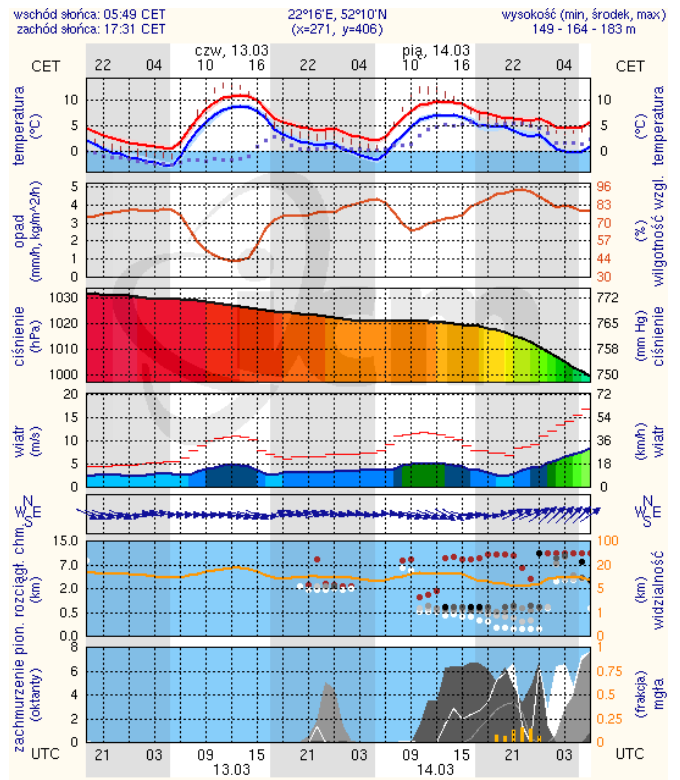 wschód słońca: 05:49 CET 22°16'E, 52°10'N wysokość (min, środek, max)
zachód słońca: 17:31 CET (x=271, y=406) 149 - 164 - 183 m
czw, 13.03 pią, 14.03
CET 22 04 10 16 22 04 10 16 22 04 CET
temperatura
(°C)
10
5
0
10
5
0
(°C)
temperatura
opad
(mm/h, kg/m^2/h)
5
4
3
2
1
0
96
83
70
57
44
30
(%)
wilgotność wzgl.
ciśnienie
(hPa)
1030
1020
1010
1000
772
765
758
750
(mm Hg)
ciśnienie
wiatr
(m/s)
20
15
10
5
0
72
54
36
18
0
(km/h)
wiatr
N
W E
S
N
W E
S
pion. rozciągł. chm.
(km)
15.0
7.0
2.0
0.5
0.0
100
20
5
1
0
(km)
widzialność
zachmurzenie
(oktanty)
8
6
4
2
0
1
0.75
0.5
0.25
0
(frakcja)
mgła
UTC 21 03 09 15 21 03 09 15 21 03 UTC
13.03 14.03